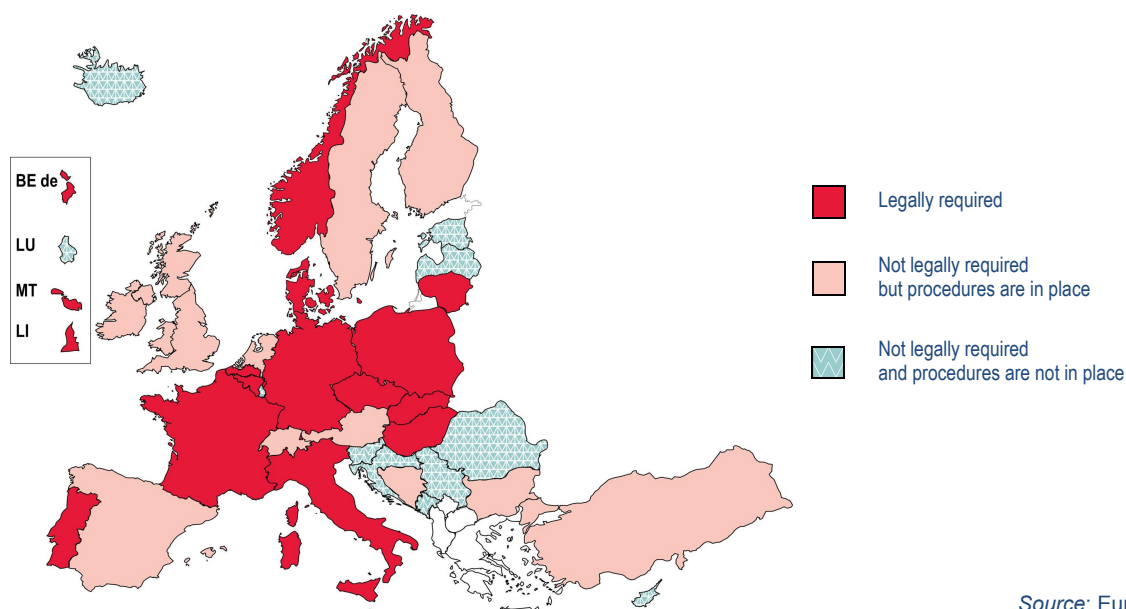 BE de
LU
MT
LI
Legally required
Not legally required
but procedures are in place
Not legally required
and procedures are not in place
Source: Eur